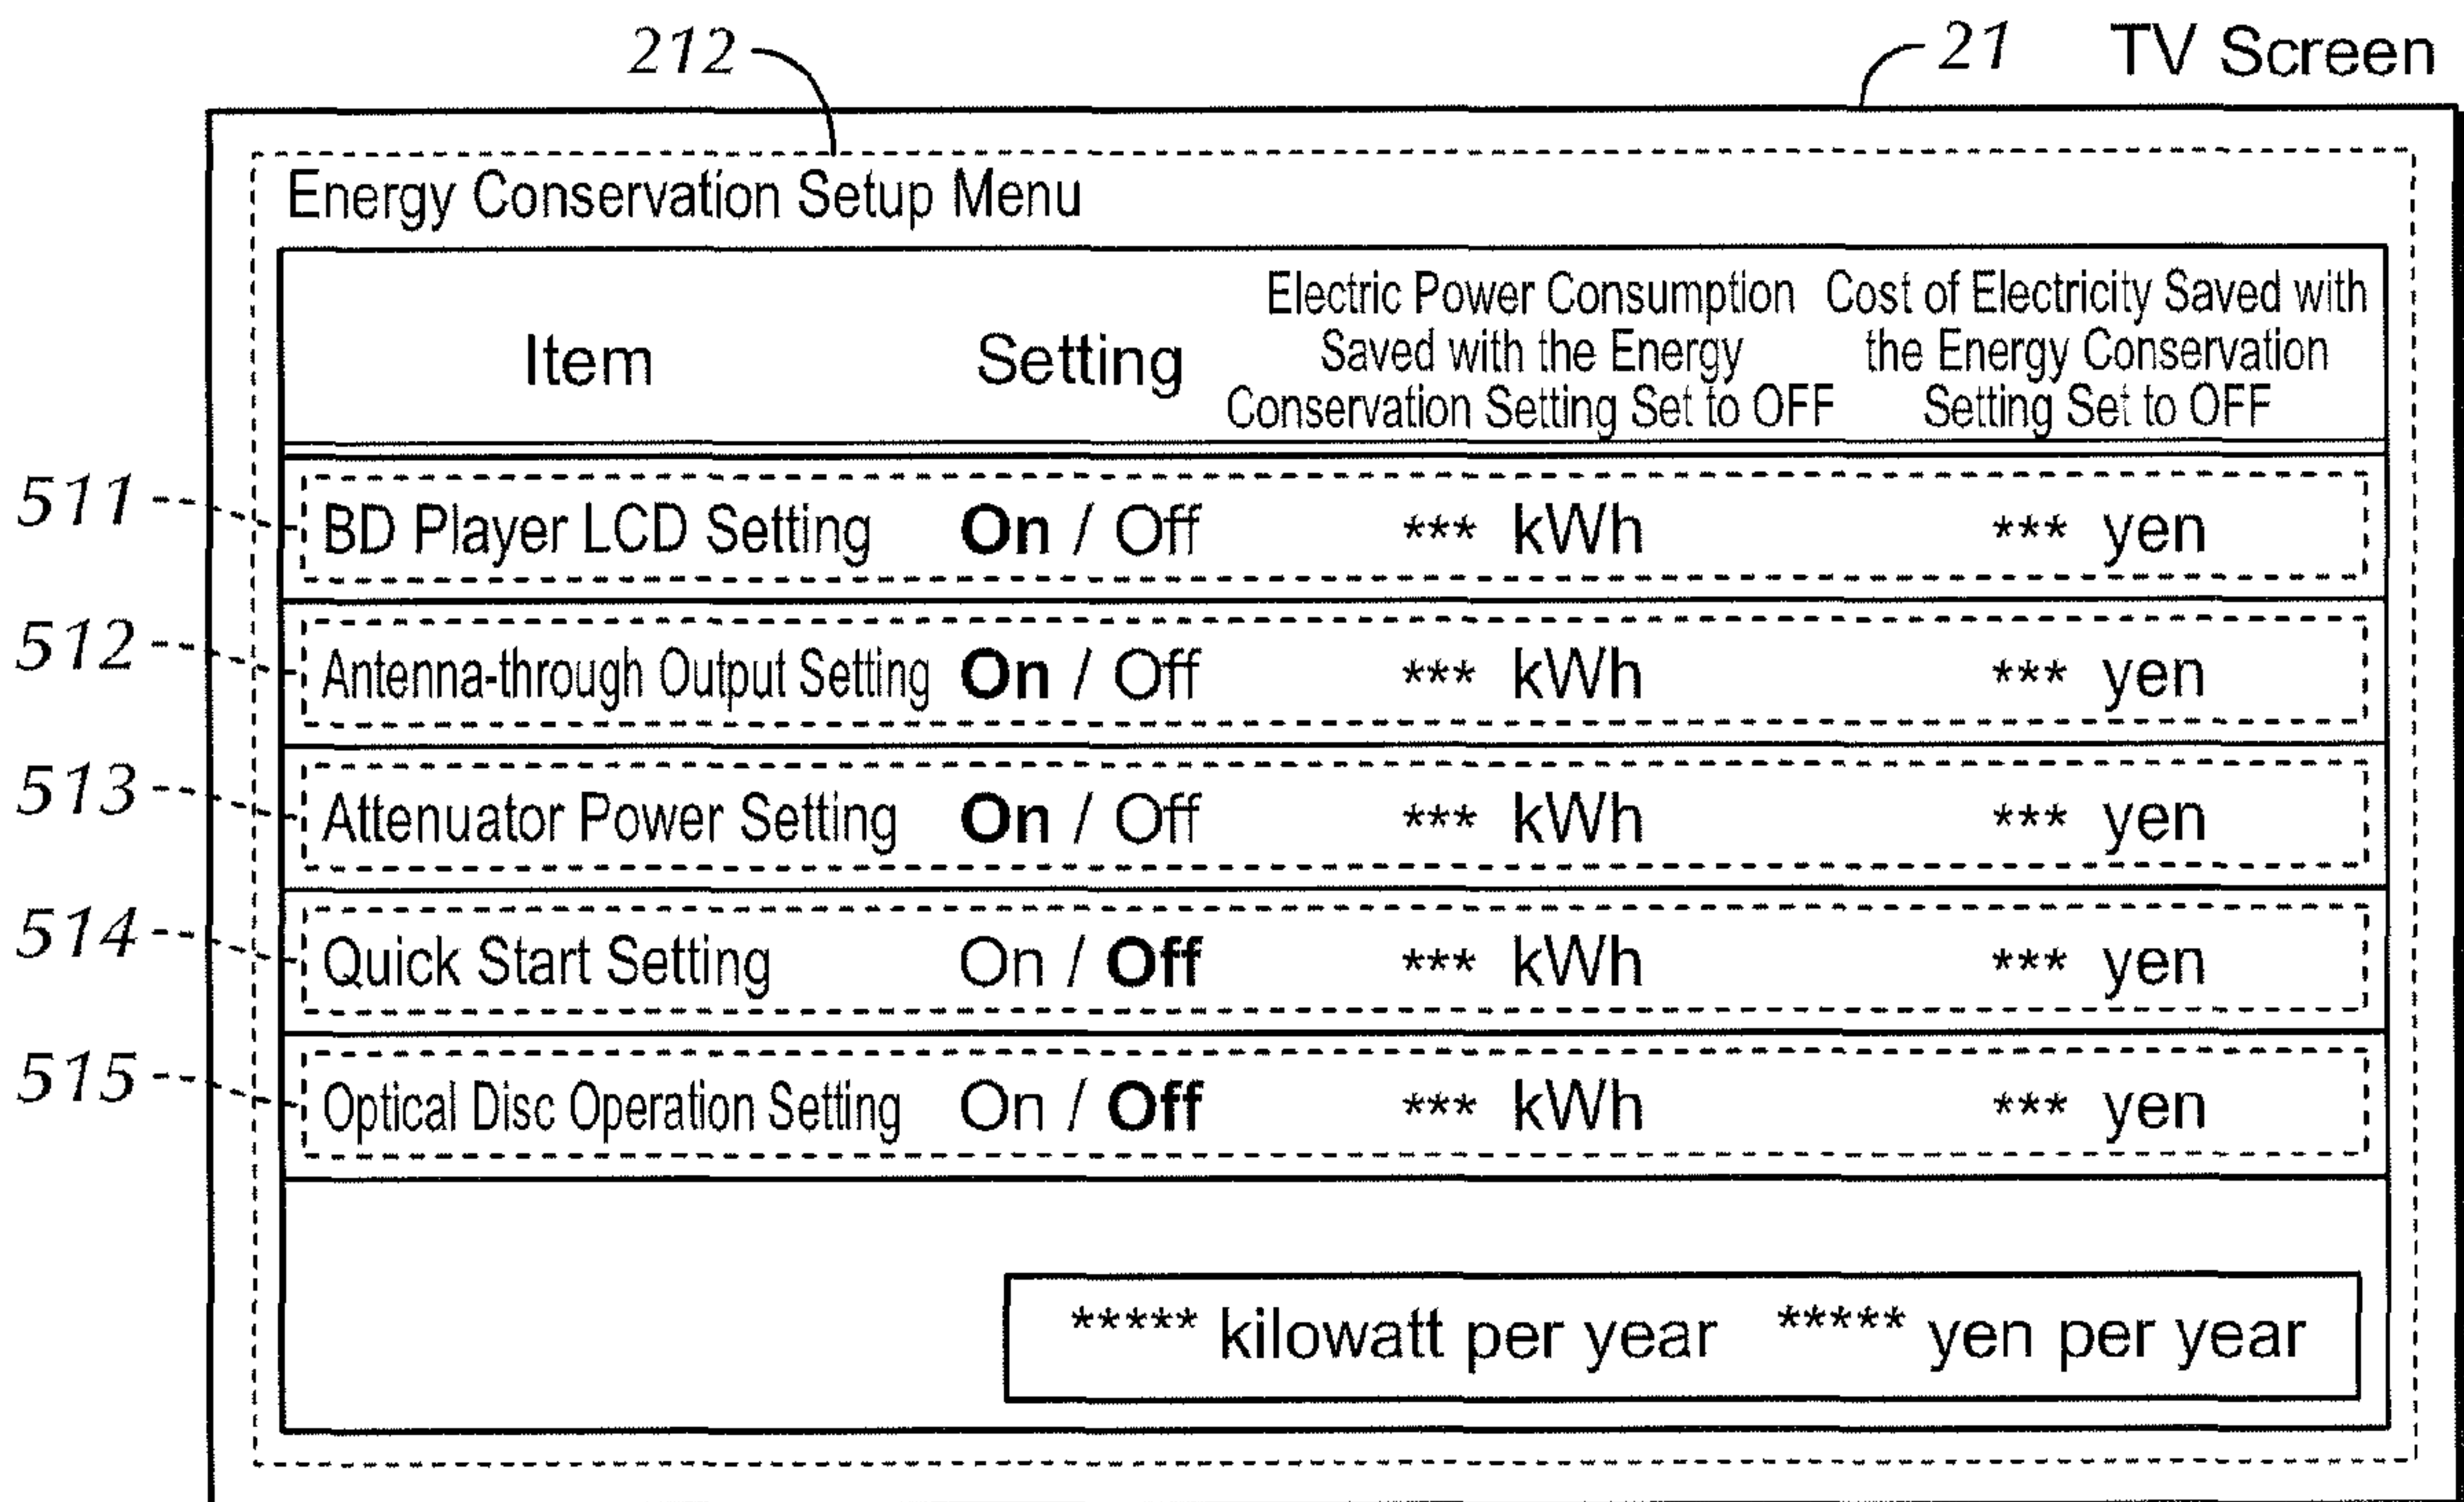 212
21 TV Screen
Energy Conservation Setup Menu
Item
Setting
Electric Power Consumption
Saved with the Energy
Conservation Setting Set to OFF
Cost of Electricity Saved with
the Energy Conservation
Setting Set to OFF
511 BD Player LCD Setting On / Off *** kWh *** yen
512 Antenna-through Output Setting On / Off *** kWh *** yen
513 Attenuator Power Setting On / Off *** kWh *** yen
514 Quick Start Setting On / Off *** kWh *** yen
515 Optical Disc Operation Setting On / Off *** kWh *** yen
***** kilowatt per year ***** yen per year